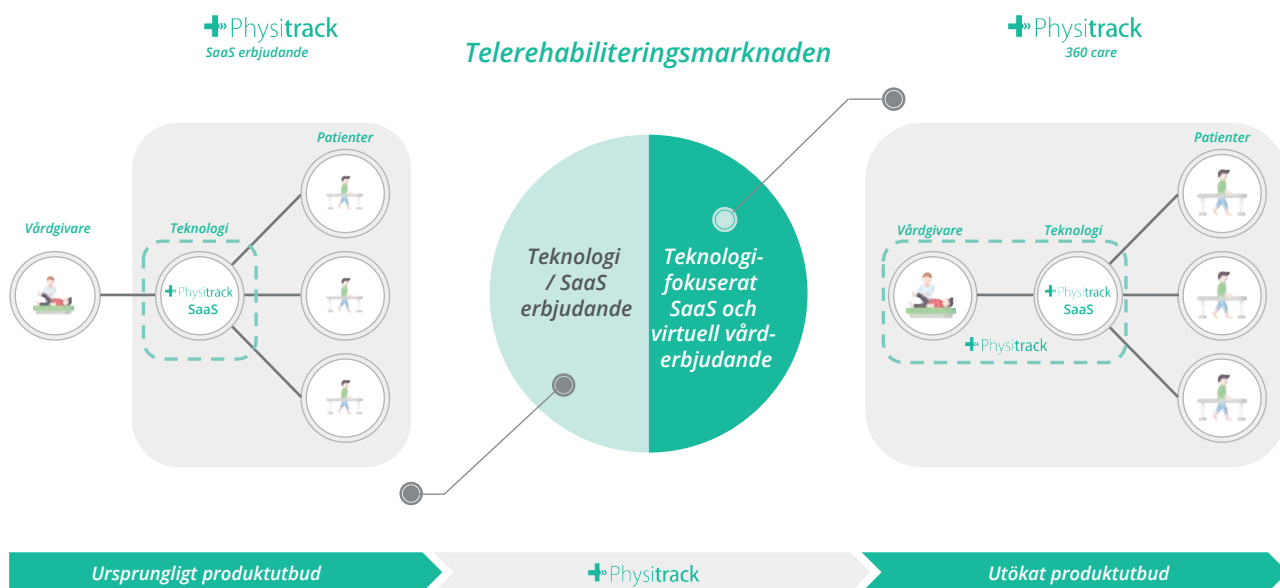 Physitrack
SaaS erbjudande
Telerehabiliteringsmarknaden
Physitrack
360 care
Patienter
Vårdgivare
Teknologi
Physitrack
SaaS
Teknologi
/ SaaS
erbjudande
Teknologi-
fokuserat
SaaS och
virtuell vård-
erbjudande
Patienter
Vårdgivare
Teknologi
Physitrack
SaaS
Physitrack
Ursprungligt produktutbud
Physitrack
Utökat produktutbud